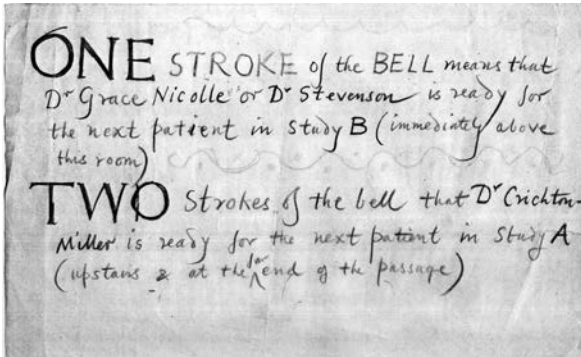 ONE STROKE of the BELL means that
Dr Grace Nicolle or Dr Stevenson is ready for
the next patient in Study B (immediately above
this room)
TWO Strokes of the bell that Dr Crichton-
Miller is ready for the next patient in Study A
(upstairs & at the far end of the passage)